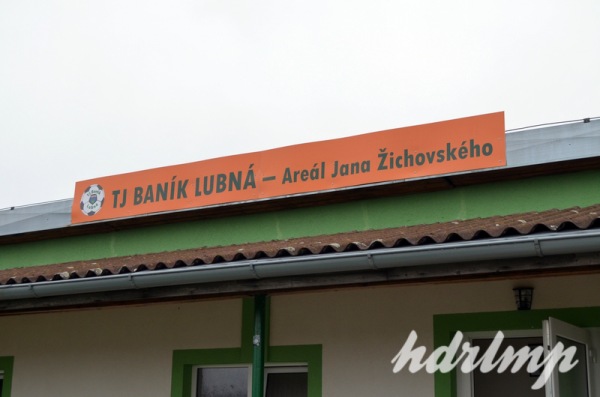 TJ BANÍK LUBNÁ – Areál Jana Žichovského
hdrlmp